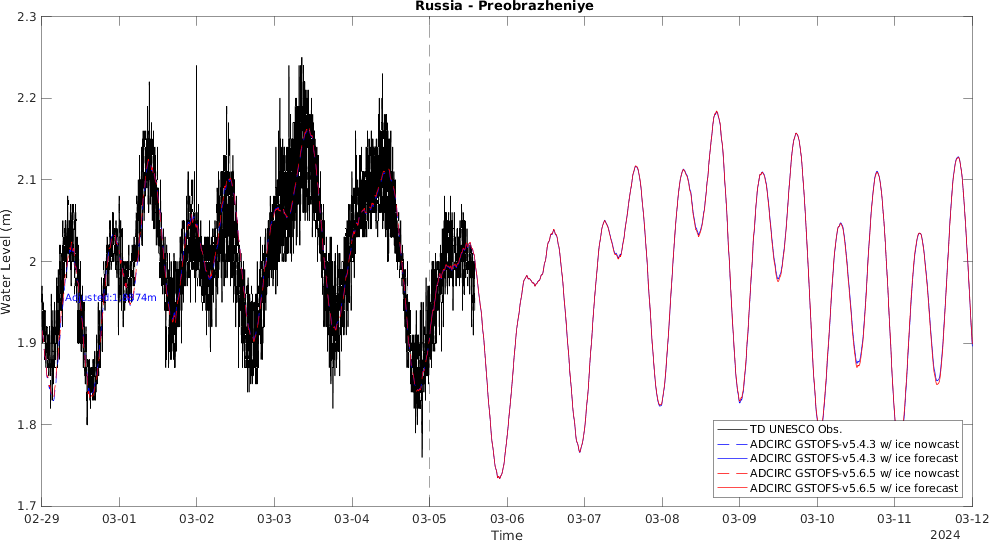 Russia - Preobrazheniye
2.3
2.2
2.1
2
1.9
1.8
1.7
Water Level (m)
TD UNESCO Obs.
ADCIRC GSTOFS-v5.4.3 w/ ice nowcast
ADCIRC GSTOFS-v5.4.3 w/ ice forecast
ADCIRC GSTOFS-v5.6.5 w/ ice nowcast
ADCIRC GSTOFS-v5.6.5 w/ ice forecast
02-29 03-01 03-02 03-03 03-04 03-05 03-06 03-07 03-08 03-09 03-10 03-11 03-12
Time
2024